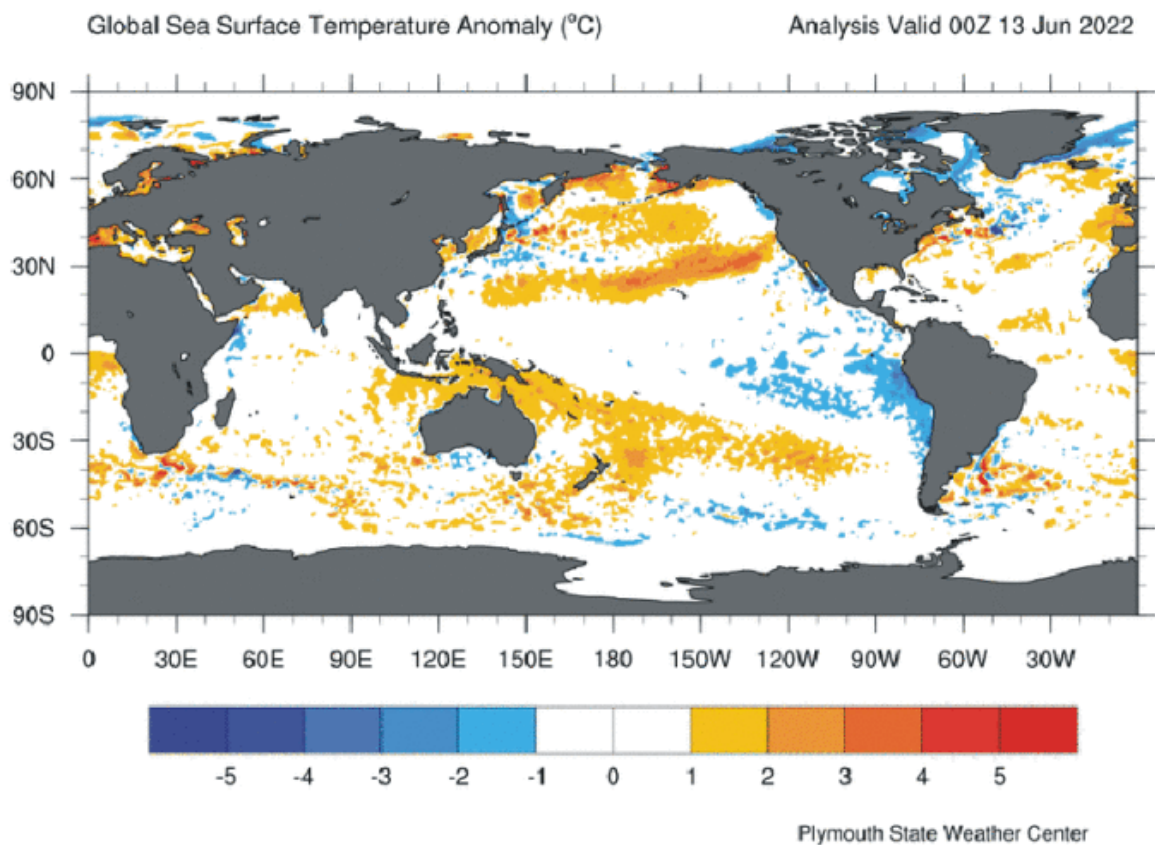 Global Sea Surface Temperature Anomaly (°C) Analysis Valid 00Z 13 Jun 2022
90N
60N
30N
0
30S
60S
90S
0 30E 60E 90E 120E 150E 180 150W 120W 90W 60W 30W
-5 -4 -3 -2 -1 0 1 2 3 4 5
Plymouth State Weather Center